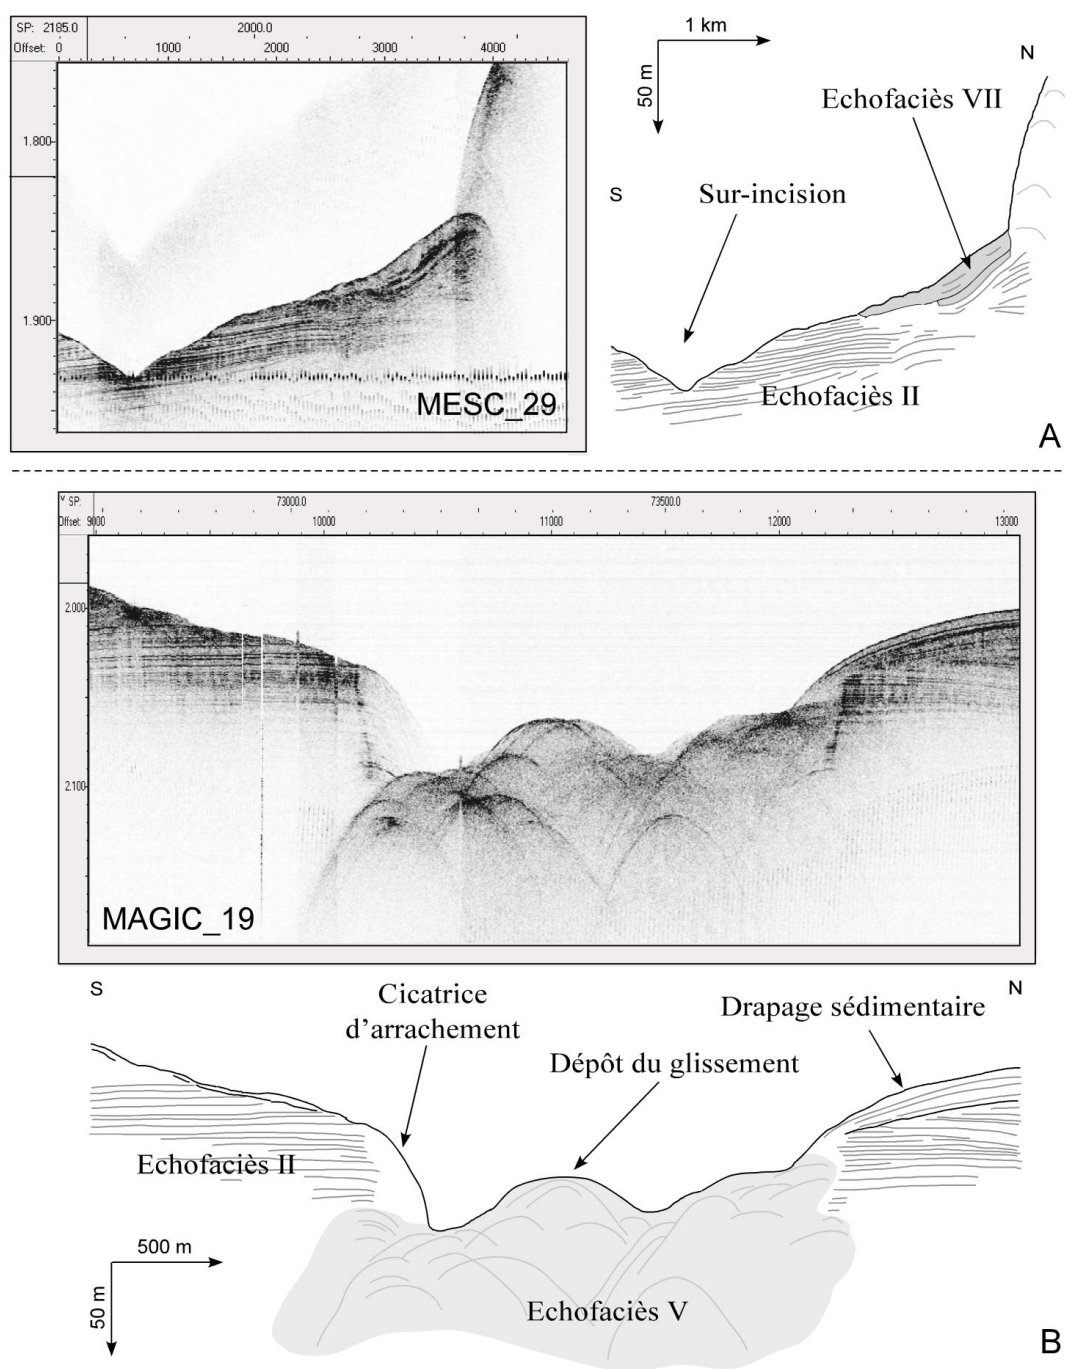 SP: 2185.0 2000.0
Offset: 0 1000 2000 3000 4000
1.800
1.900
MESC_29
1 km
50 m
N
Echofaciès VII
S
Sur-incision
Echofaciès II
A
SP: 73000.0 73500.0
Offset: 9000 10000 11000 12000 13000
2.000
2.100
MAGIC_19
S
N
Cicatrice
d'arrachement
Drapage sédimentaire
Dépôt du glissement
Echofaciès II
500 m
50 m
Echofaciès V
B